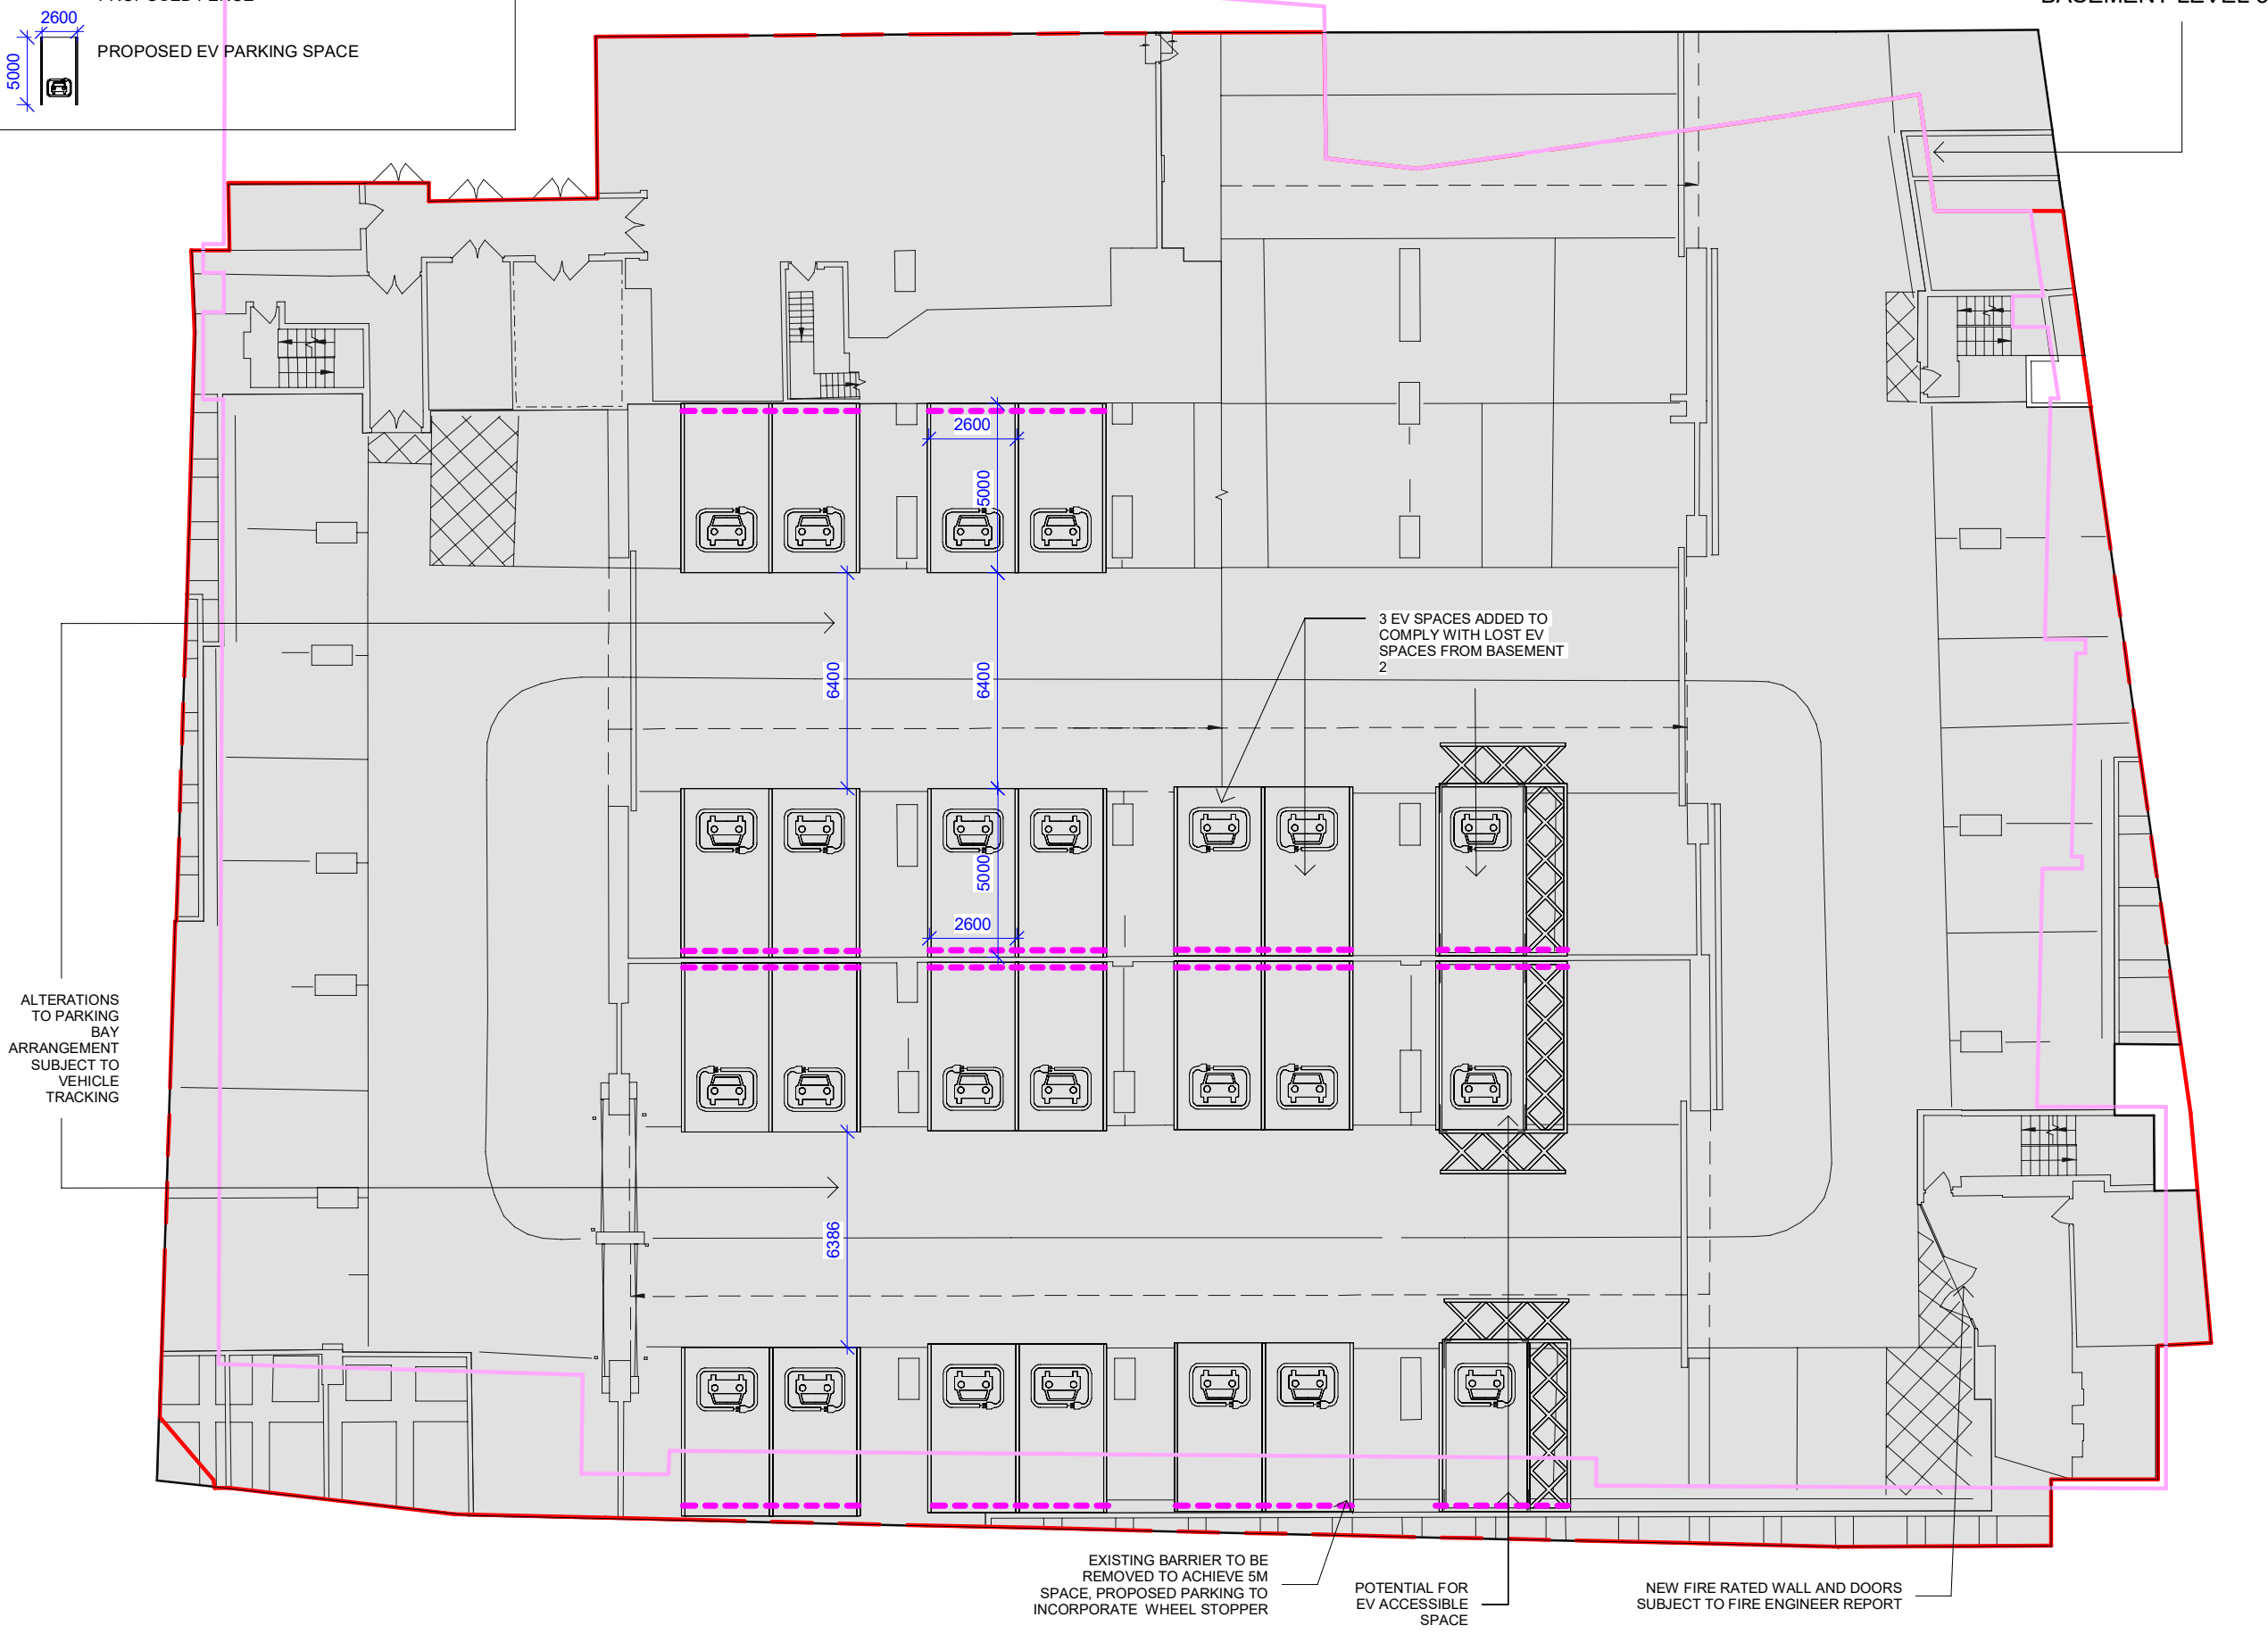 2600
5000
PROPOSED EV PARKING SPACE
2600
5000
3 EV SPACES ADDED TO
COMPLY WITH LOST EV
SPACES FROM BASEMENT
2
6400
6400
5000
2600
ALTERATIONS
TO PARKING
BAY
ARRANGEMENT
SUBJECT TO
VEHICLE
TRACKING
6386
EXISTING BARRIER TO BE
REMOVED TO ACHIEVE 5M
SPACE, PROPOSED PARKING TO
INCORPORATE WHEEL STOPPER
POTENTIAL FOR
EV ACCESSIBLE
SPACE
NEW FIRE RATED WALL AND DOORS
SUBJECT TO FIRE ENGINEER REPORT